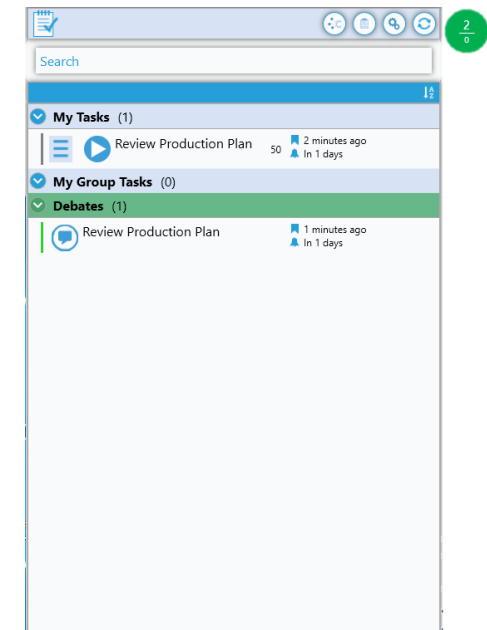 2
0
Search
My Tasks (1)
Review Production Plan 50 2 minutes ago
In 1 days
My Group Tasks (0)
Debates (1)
Review Production Plan 1 minutes ago
In 1 days